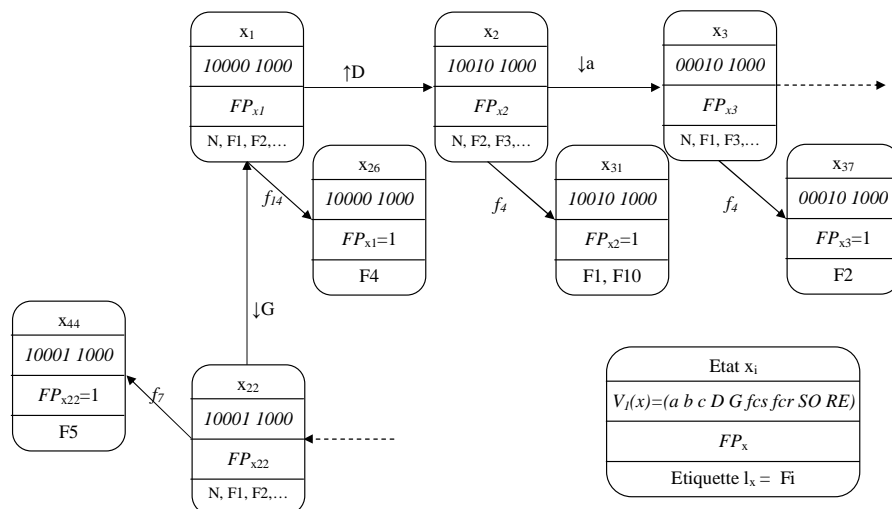 x1
10000 1000
FPx1
N, F1, F2,…
↑D
x2
10010 1000
FPx2
N, F2, F3,…
↓a
x3
00010 1000
FPx3
N, F1, F3,…
f14
x26
10000 1000
FPx1=1
F4
f4
x31
10010 1000
FPx2=1
F1, F10
f4
x37
00010 1000
FPx3=1
F2
↓G
x44
10001 1000
FPx22=1
F5
f7
x22
10001 1000
FPx22
N, F1, F2,…
Etat xi
V1(x)=(a b c D G fcs fcr SO RE)
FPx
Etiquette lx = Fi